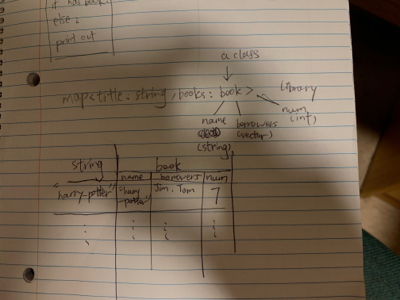 if has book
else:
print out
a class
↓
map<title: string, books: book> Library
name borrowers num
(string) (vector) (int)
string book
name borrowers num
"harry-potter" "harry-potter" Jim. Tom 7